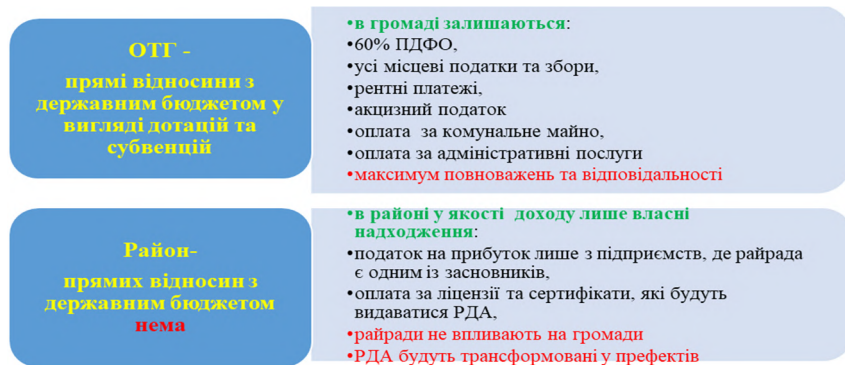 ОТГ -
прямі відносини з
державним бюджетом у
вигляді дотацій та
субвенцій
•в громаді залишаються:
•60% ПДФО,
•усі місцеві податки та збори,
•рентні платежі,
•акцизний податок
•оплата за комунальне майно,
•оплата за адміністративні послуги
•максимум повноважень та відповідальності
Район-
прямих відносин з
державним бюджетом
нема
•в районі у якості доходу лише власні
надходження:
•податок на прибуток лише з підприємств, де райрада
є одним із засновників,
•оплата за ліцензії та сертифікати, які будуть
видаватися РДА,
•райради не впливають на громади
•РДА будуть трансформовані у префектів